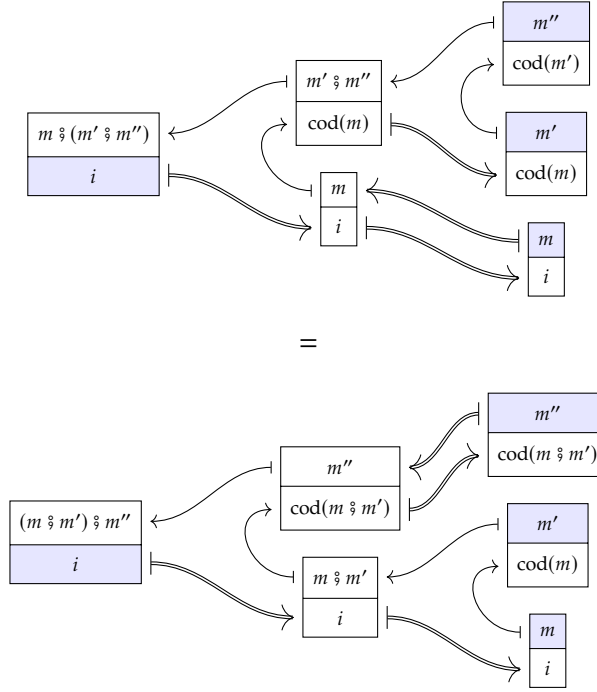 m″
cod(m′)
m′ ⨟ m″
cod(m)
m ⨟ (m′ ⨟ m″)
i
m′
cod(m)
m
i
m
i
=
m″
cod(m ⨟ m′)
m″
cod(m ⨟ m′)
(m ⨟ m′) ⨟ m″
i
m′
cod(m)
m ⨟ m′
i
m
i